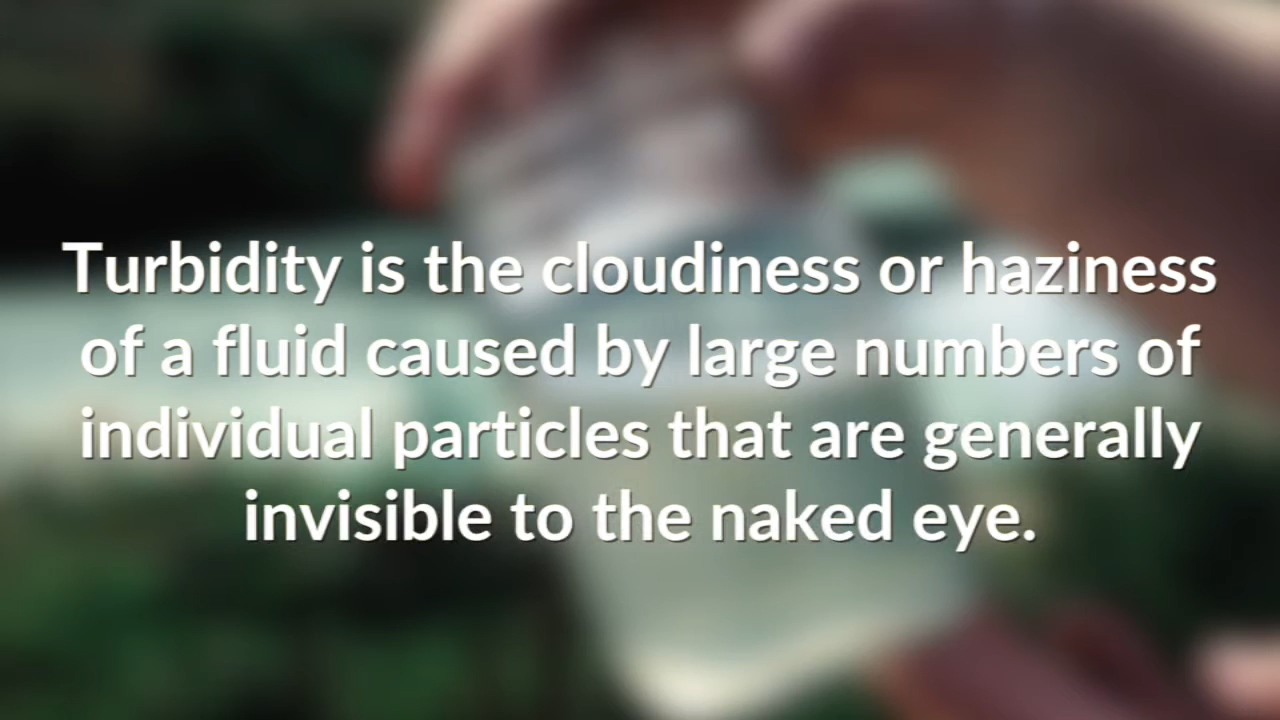 Turbidity is the cloudiness or haziness
of a fluid caused by large numbers of
individual particles that are generally
invisible to the naked eye.